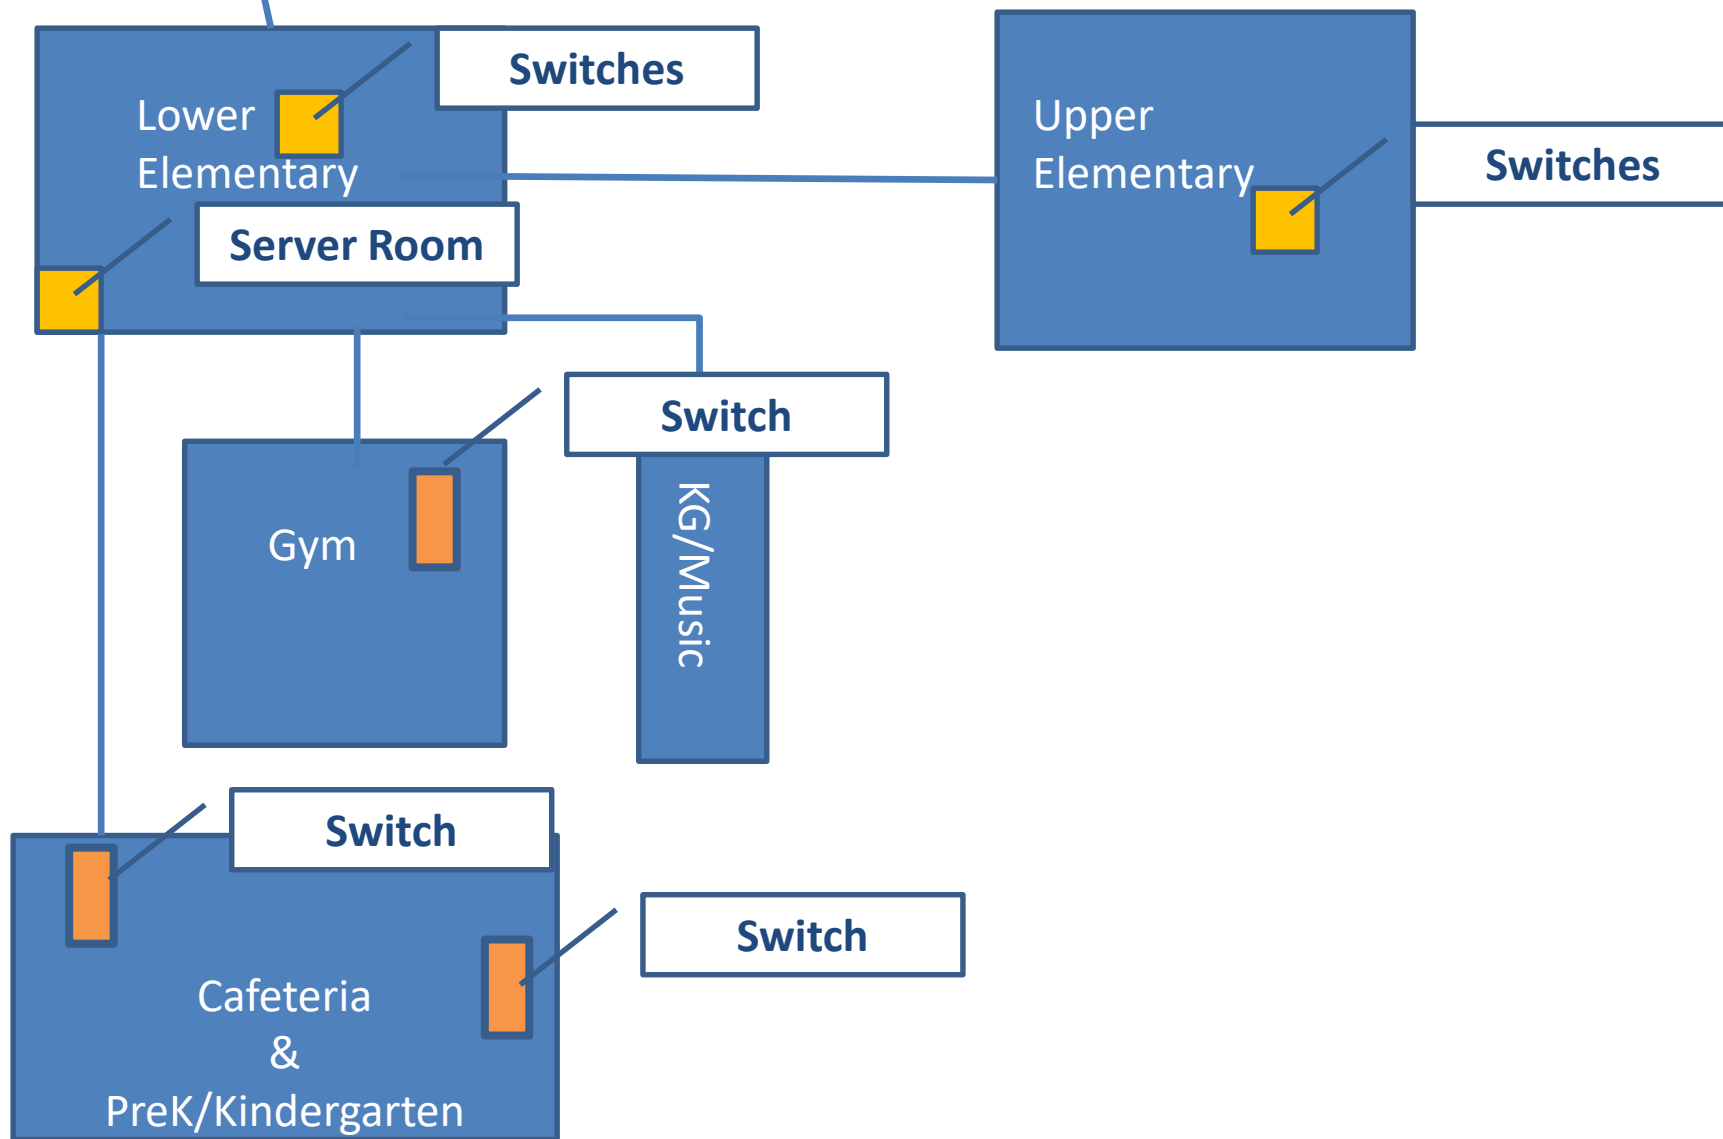 Switches
Lower
Elementary
Server Room
Upper
Elementary
Switches
Switch
Gym
KG/Music
Switch
Switch
Cafeteria
&
PreK/Kindergarten